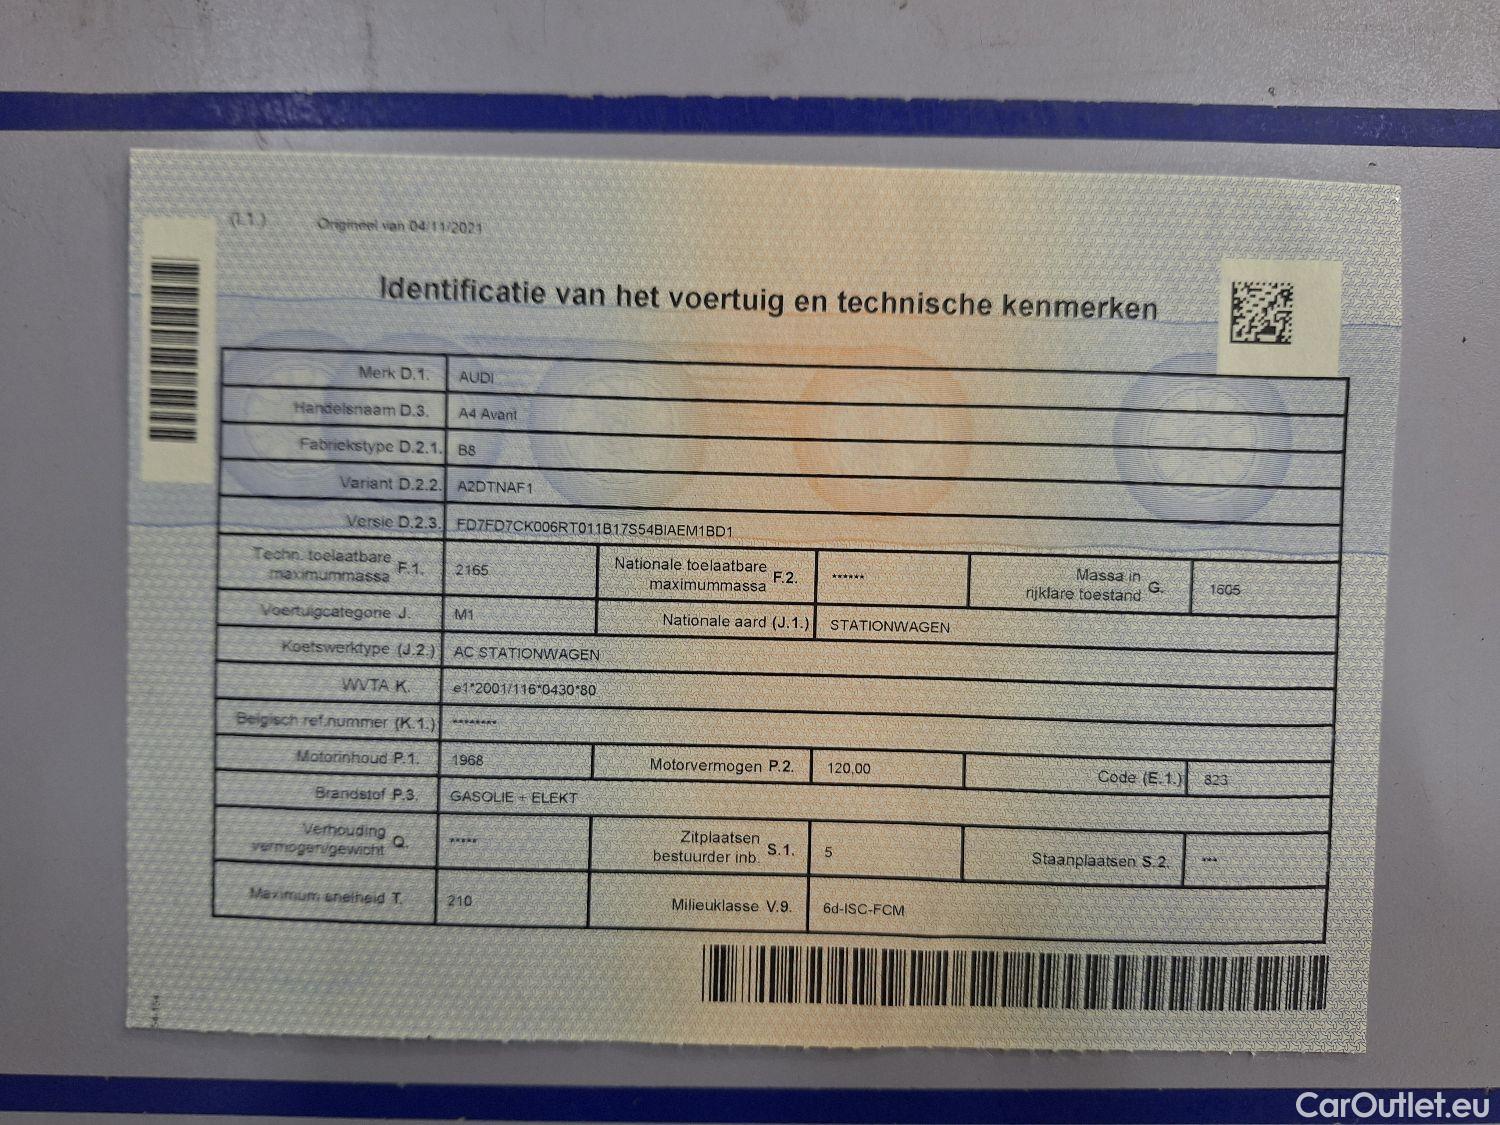 (I.1.) Origineel van 04/11/2021
Identificatie van het voertuig en technische kenmerken
Merk D.1. AUDI
Handelsnaam D.3. A4 Avant
Fabriekstype D.2.1. B8
Variant D.2.2. A2DTNAF1
Versie D.2.3. FD7FD7CK006RT011B17S54BIAEM1BD1
Techn. toelaatbare maximummassa F.1. 2165 Nationale toelaatbare maximummassa F.2. ****** Massa in rijklare toestand G. 1605
Voertuigcategorie J. M1 Nationale aard (J.1.) STATIONWAGEN
Koetswerktype (J.2.) AC STATIONWAGEN
WVTA K. e1*2001/116*0430*80
Belgisch ref.nummer (K.1.) ********
Motorinhoud P.1. 1968 Motorvermogen P.2. 120,00 Code (E.1.) 823
Brandstof P.3. GASOLIE + ELEKT
Verhouding vermogen/gewicht Q. ***** Zitplaatsen bestuurder inb. S.1. 5 Staanplaatsen S.2. ***
Maximum snelheid T. 210 Milieuklasse V.9. 6d-ISC-FCM
CarOutlet.eu